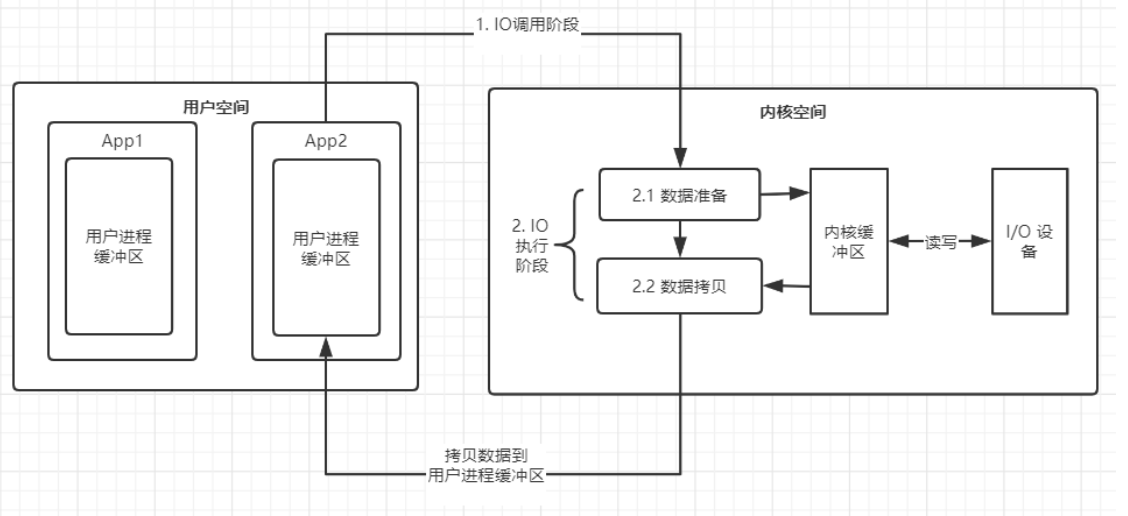 1. IO调用阶段
用户空间
App1
用户进程
缓冲区
App2
用户进程
缓冲区
内核空间
2. IO
执行
阶段
2.1 数据准备
2.2 数据拷贝
内核缓
冲区
读写
I/O 设
备
拷贝数据到
用户进程缓冲区